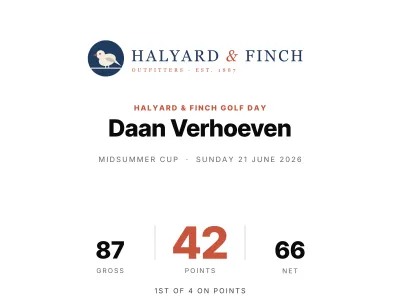 HALYARD & FINCH
OUTFITTERS · EST. 1887
HALYARD & FINCH GOLF DAY
Daan Verhoeven
MIDSUMMER CUP · SUNDAY 21 JUNE 2026
87 42 66
GROSS POINTS NET
1ST OF 4 ON POINTS